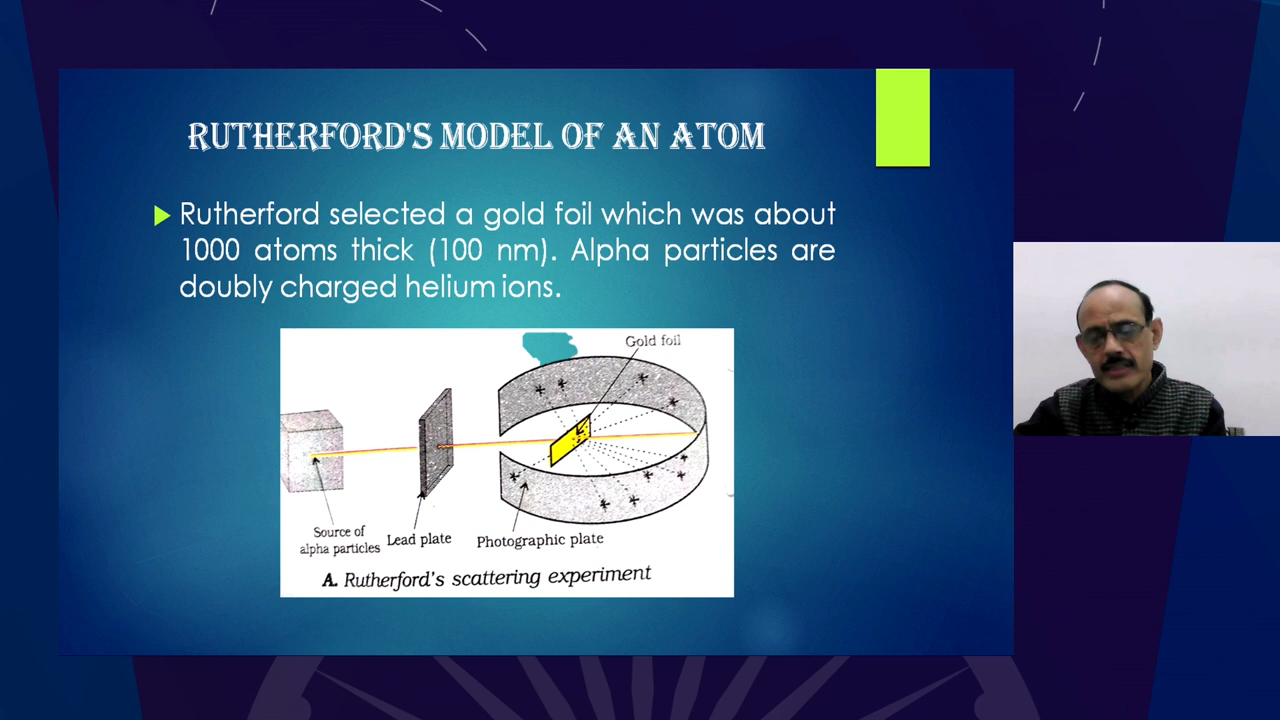 RUTHERFORD'S MODEL OF AN ATOM
Rutherford selected a gold foil which was about
1000 atoms thick (100 nm). Alpha particles are
doubly charged helium ions.
Gold foil
Source of
alpha particles
Lead plate
Photographic plate
A. Rutherford's scattering experiment